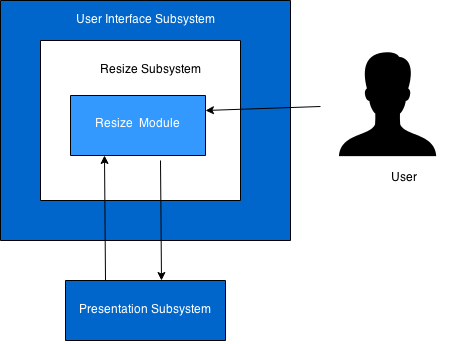 User Interface Subsystem
Resize Subsystem
Resize  Module
User
Presentation Subsystem